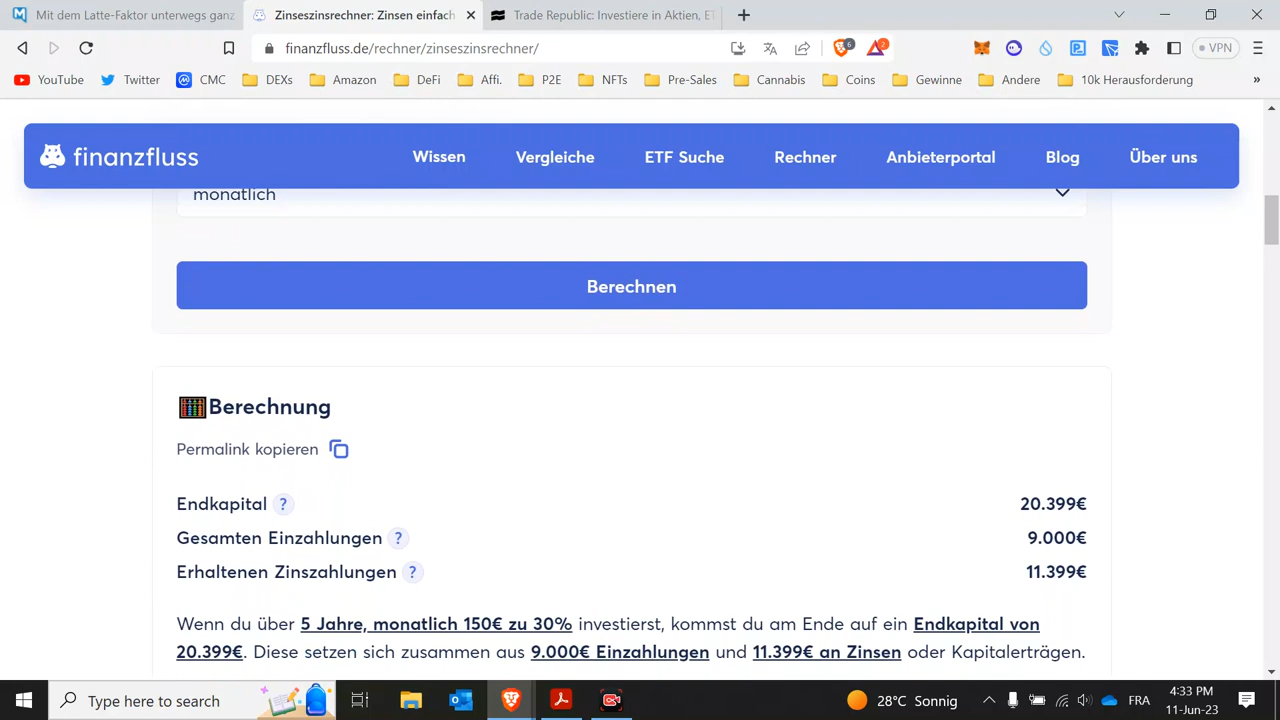 Mit dem Latte-Faktor unterwegs ganz
Zinseszinsrechner: Zinsen einfach
Trade Republic: Investiere in Aktien, ET
finanzfluss.de/rechner/zinseszinsrechner/
6
2
VPN
YouTube
Twitter
CMC
DEXs
Amazon
DeFi
Affi.
P2E
NFTs
Pre-Sales
Cannabis
Coins
Gewinne
Andere
10k Herausforderung
»
finanzfluss
Wissen
Vergleiche
ETF Suche
Rechner
Anbieterportal
Blog
Über uns
monatlich
Berechnen
Berechnung
Permalink kopieren
Endkapital ? 20.399€
Gesamten Einzahlungen ? 9.000€
Erhaltenen Zinszahlungen ? 11.399€
Wenn du über 5 Jahre, monatlich 150€ zu 30% investierst, kommst du am Ende auf ein Endkapital von
20.399€. Diese setzen sich zusammen aus 9.000€ Einzahlungen und 11.399€ an Zinsen oder Kapitalerträgen.
Type here to search
28°C Sonnig
FRA
4:33 PM
11-Jun-23